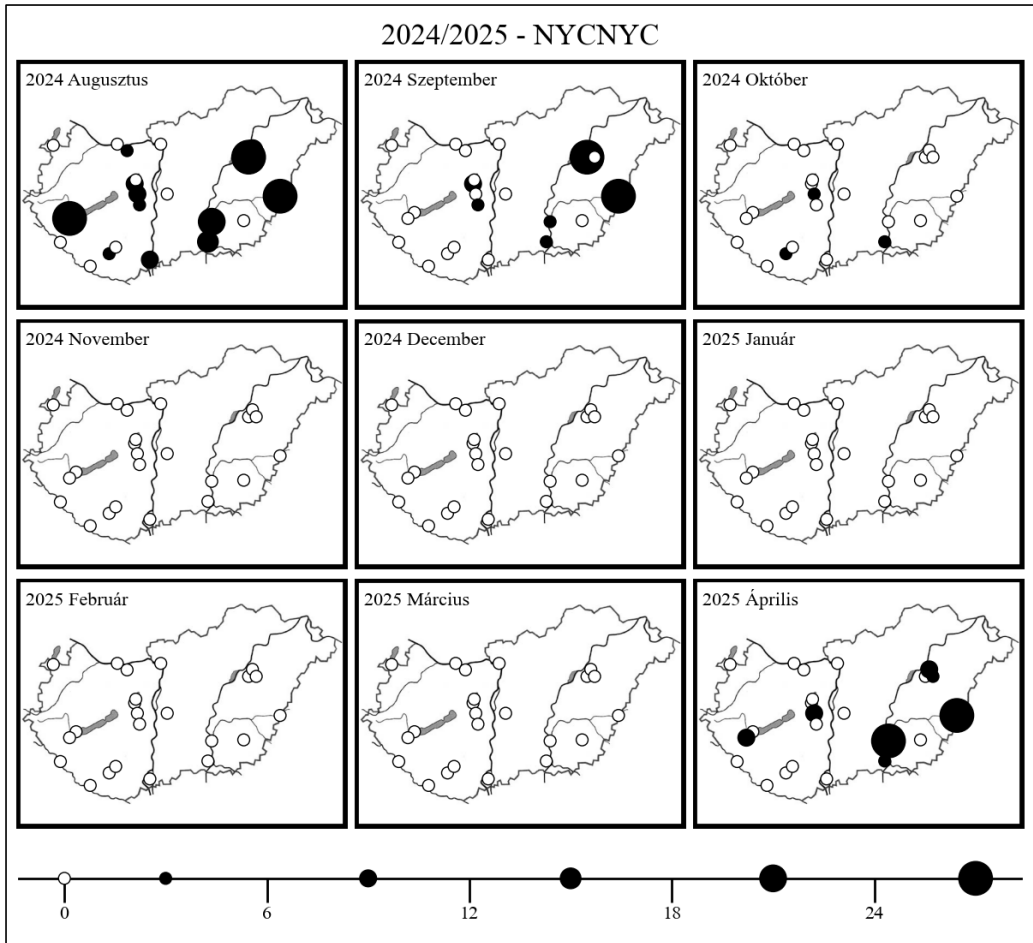 2024/2025 - NYCNYC
2024 Augusztus
2024 Szeptember
2024 Október
2024 November
2024 December
2025 Január
2025 Február
2025 Március
2025 Április
0 6 12 18 24